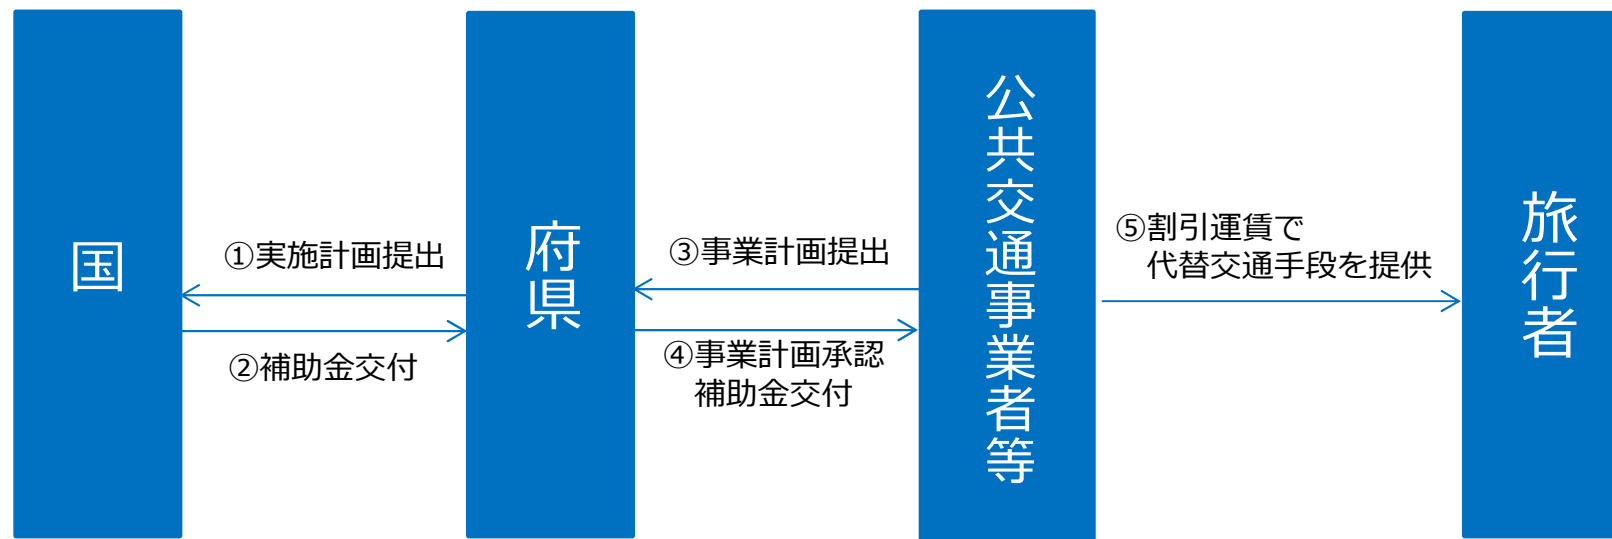 国
①実施計画提出
②補助金交付
府県
③事業計画提出
④事業計画承認
補助金交付
公共交通事業者等
⑤割引運賃で
代替交通手段を提供
旅行者